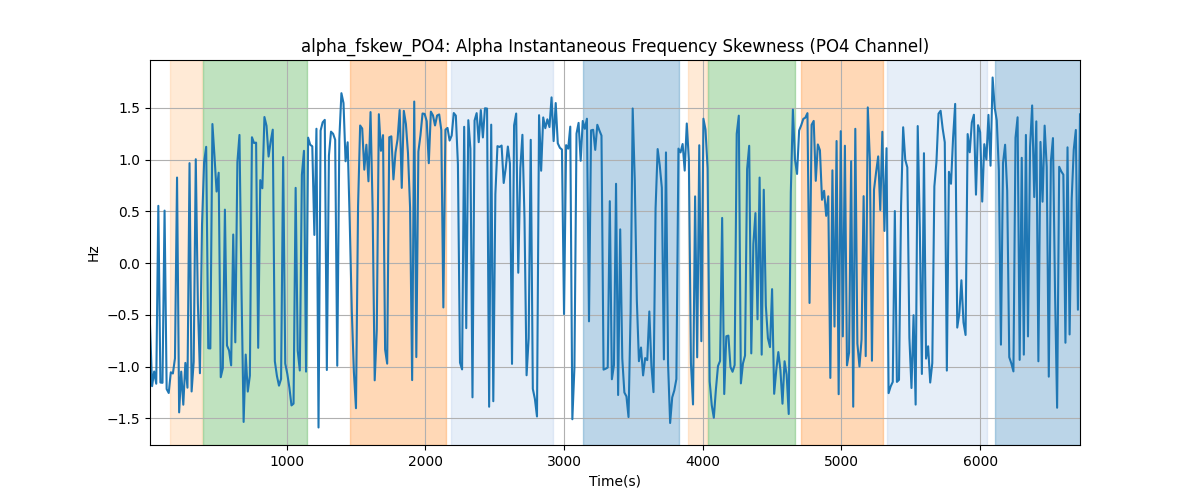 alpha_fskew_PO4: Alpha Instantaneous Frequency Skewness (PO4 Channel)
1.5
1.0
0.5
0.0
−0.5
−1.0
−1.5
Hz
1000 2000 3000 4000 5000 6000
Time(s)